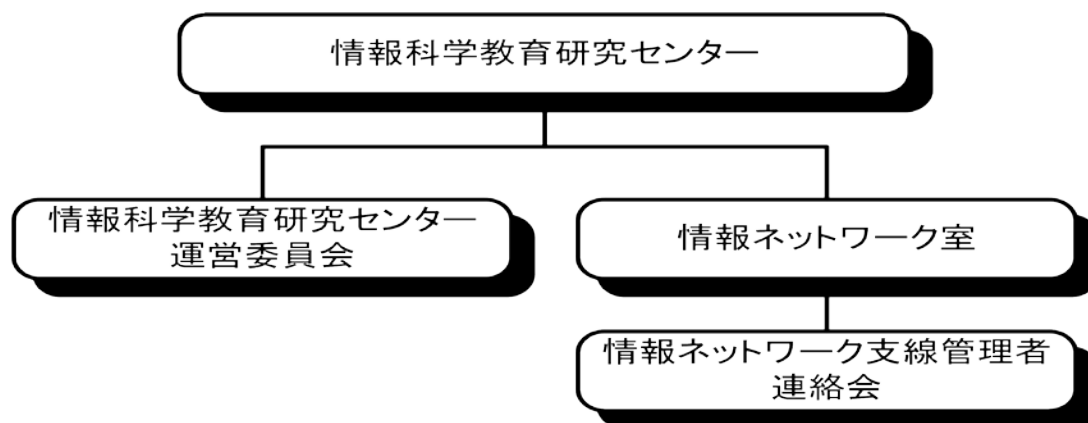 情報科学教育研究センター
情報科学教育研究センター
運営委員会
情報ネットワーク室
情報ネットワーク支線管理者
連絡会